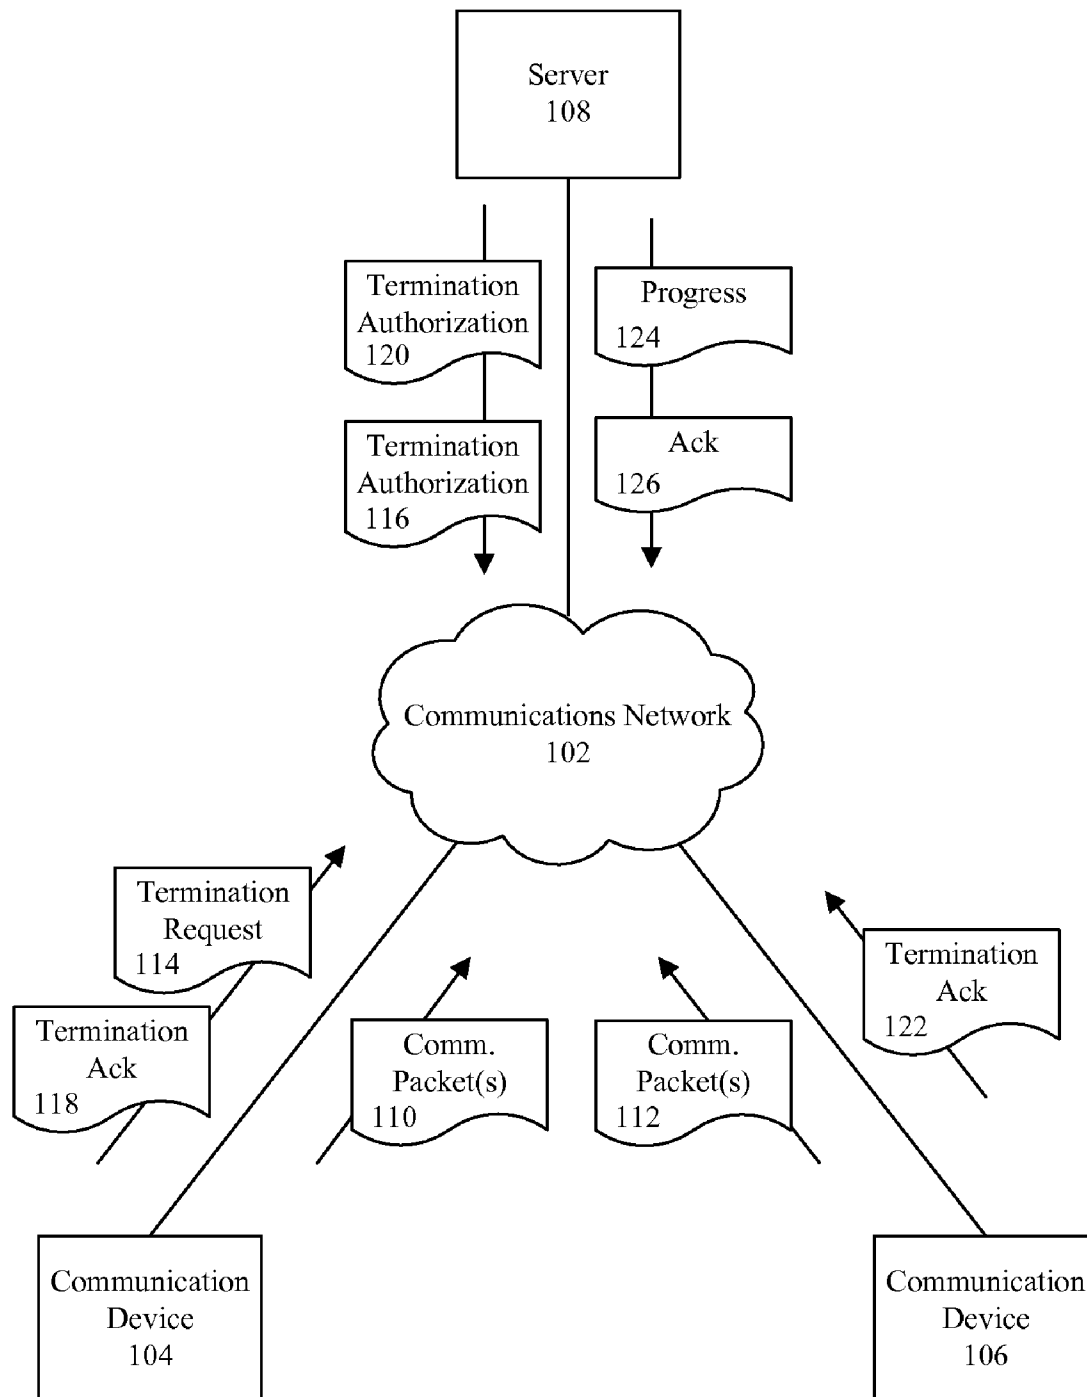 Server
108
Termination
Authorization
120
Progress
124
Termination
Authorization
116
Ack
126
Communications Network
102
Termination
Request
114
Termination
Ack
118
Comm.
Packet(s)
110
Comm.
Packet(s)
112
Termination
Ack
122
Communication
Device
104
Communication
Device
106